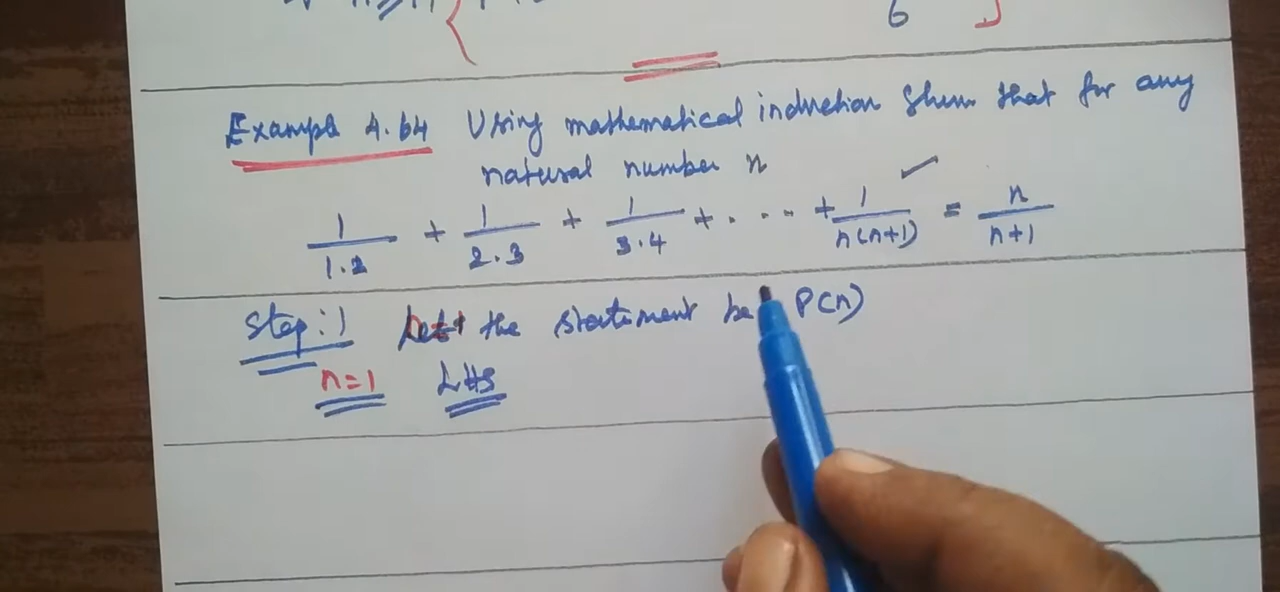 6 ]
Example 4.64 Using mathematical induction show that for any
natural number n
1/1.2 + 1/2.3 + 1/3.4 + . ... + 1/n(n+1) = n/n+1
Step:1 Let the statement be P(n)
n=1 LHS